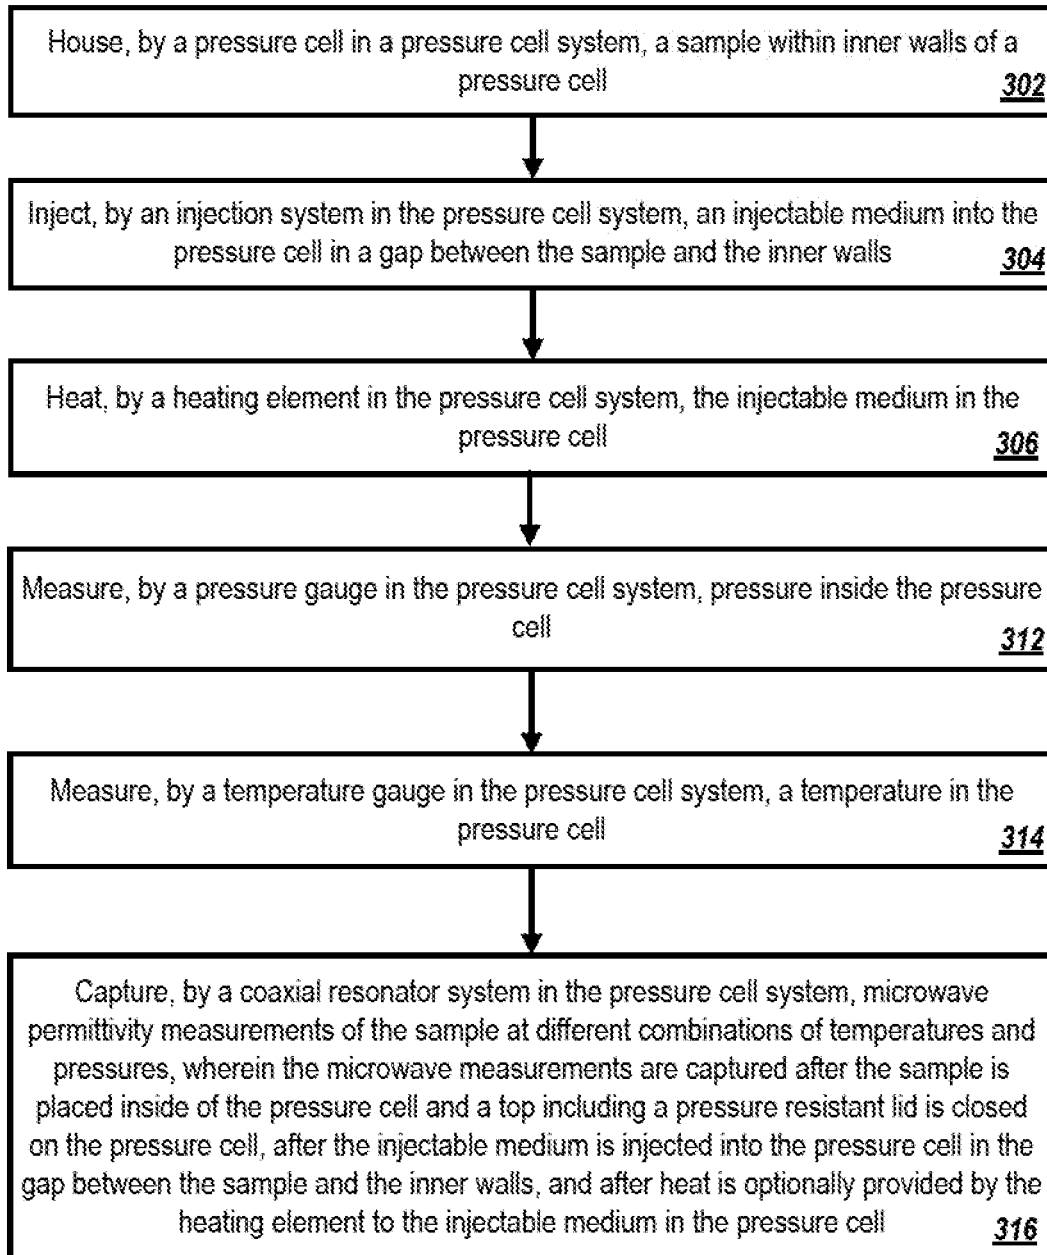 House, by a pressure cell in a pressure cell system, a sample within inner walls of a
pressure cell
302
Inject, by an injection system in the pressure cell system, an injectable medium into the
pressure cell in a gap between the sample and the inner walls
304
Heat, by a heating element in the pressure cell system, the injectable medium in the
pressure cell
306
Measure, by a pressure gauge in the pressure cell system, pressure inside the pressure
cell
312
Measure, by a temperature gauge in the pressure cell system, a temperature in the
pressure cell
314
Capture, by a coaxial resonator system in the pressure cell system, microwave
permittivity measurements of the sample at different combinations of temperatures and
pressures, wherein the microwave measurements are captured after the sample is
placed inside of the pressure cell and a top including a pressure resistant lid is closed
on the pressure cell, after the injectable medium is injected into the pressure cell in the
gap between the sample and the inner walls, and after heat is optionally provided by the
heating element to the injectable medium in the pressure cell
316